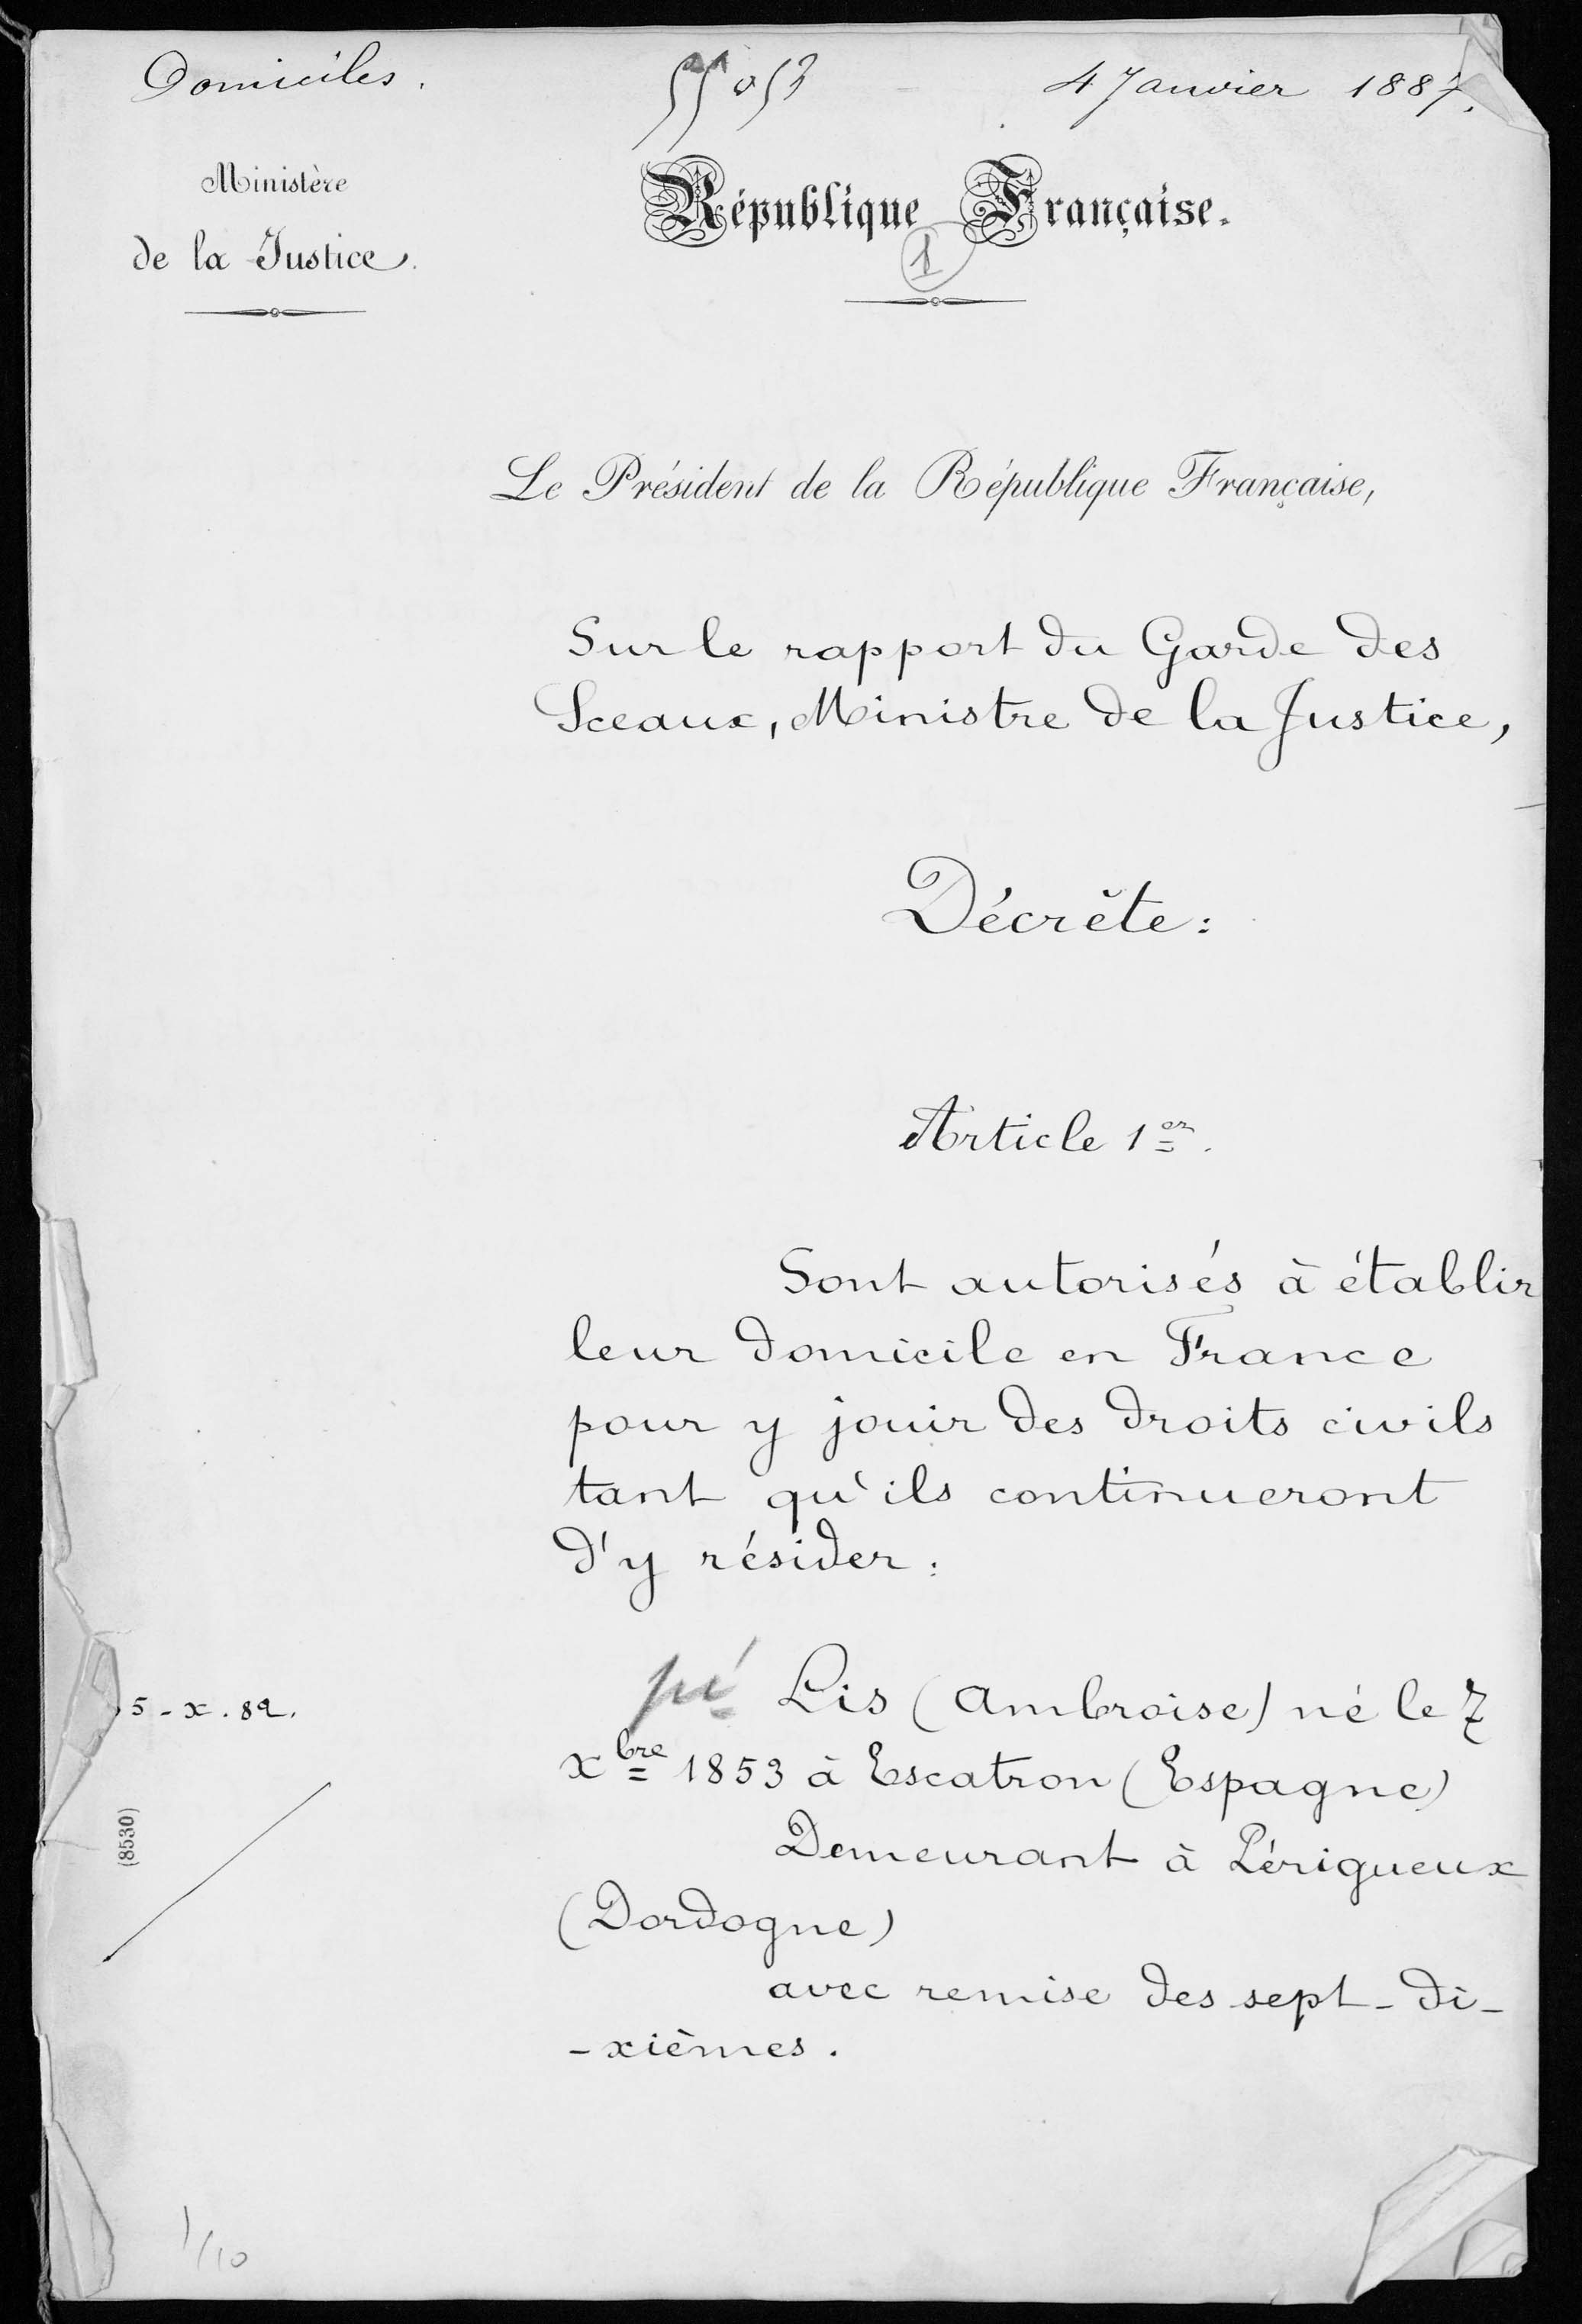 Domiciles.
4 Janvier 1887.
Ministère
de la Justice.
République Française.
1
Le Président de la République Française,
Sur le rapport du Garde des
Sceaux, Ministre de la Justice,
Décrète:
Article 1er.
Sont autorisés à établir
leur domicile en France
pour y jouir des droits civils
tant qu'ils continueront
d'y résider:
Lis (Ambroise) né le 7
xbre 1853 à Escatron (Espagne)
Demeurant à Périgueux
(Dordogne)
avec remise des sept-di-
-xièmes.
5-x.82.
(8530)
1/10